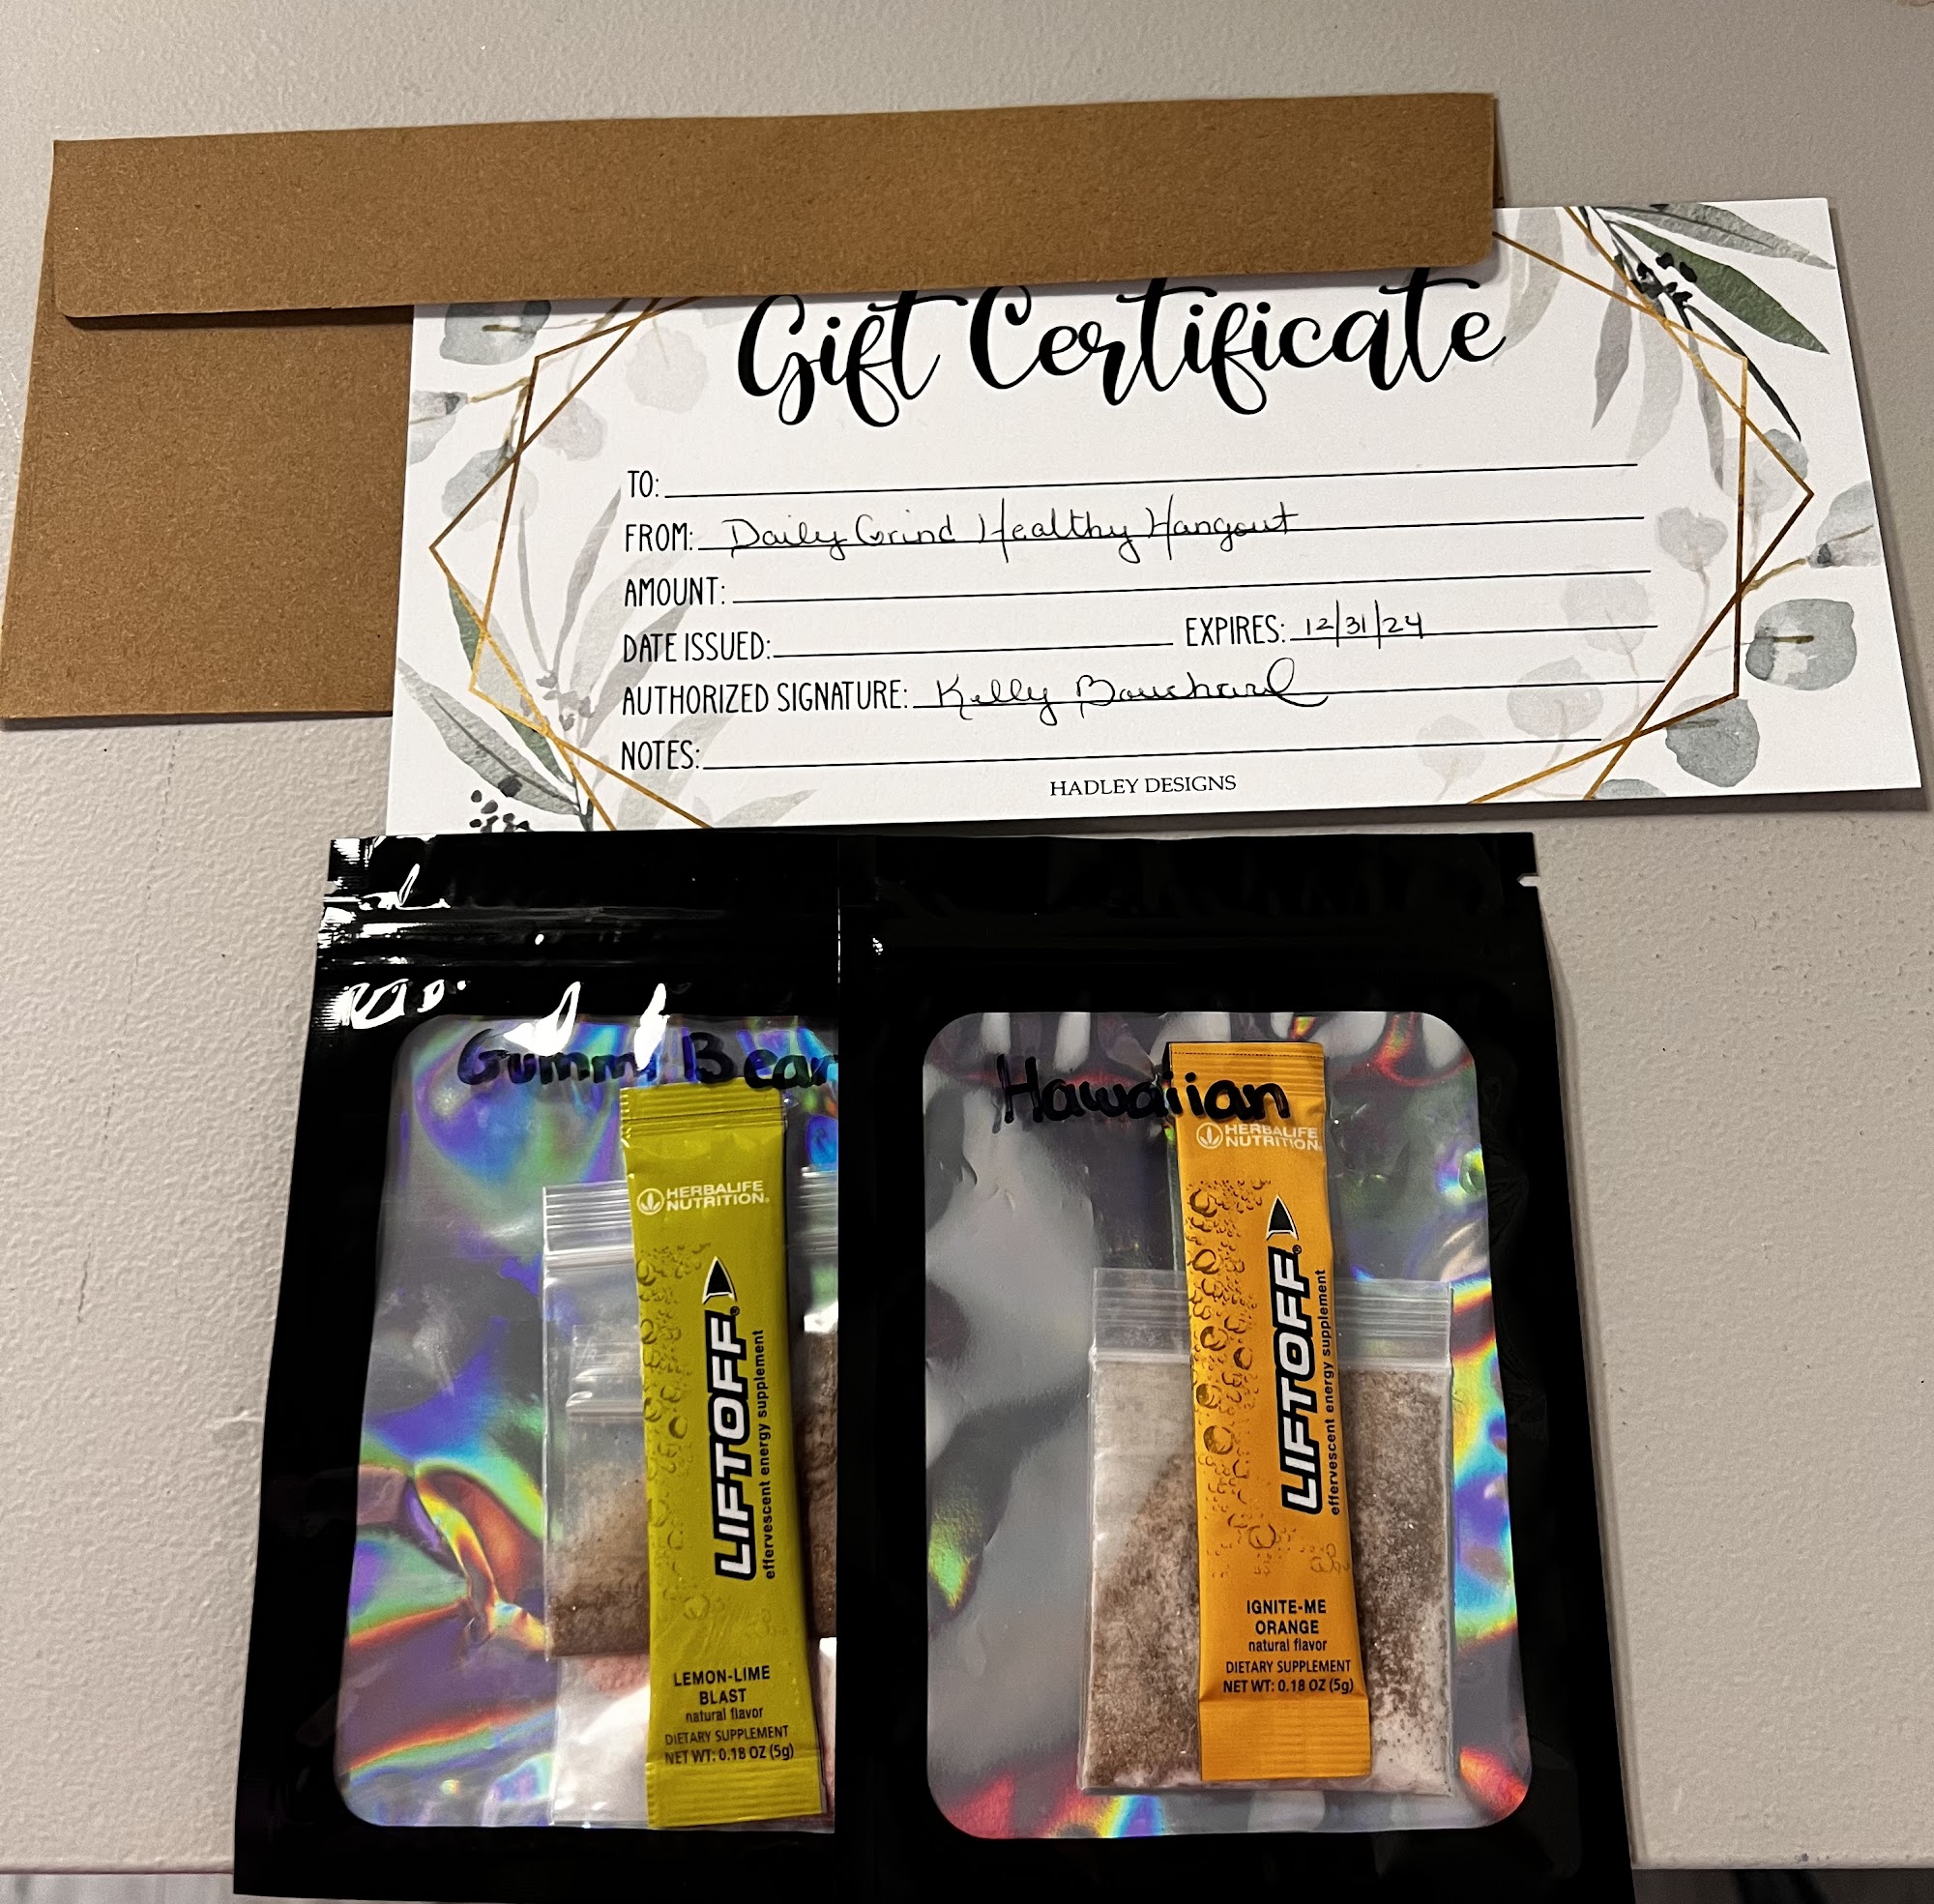 Gift Certificate
TO:
FROM: Daily Grind Healthy Hangout
AMOUNT:
DATE ISSUED: EXPIRES: 12/31/24
AUTHORIZED SIGNATURE: Kelly Bouchard
NOTES:
HADLEY DESIGNS
Gummi Bear
HERBALIFE
NUTRITION®
LIFTOFF®
effervescent energy supplement
LEMON-LIME
BLAST
natural flavor
DIETARY SUPPLEMENT
NET WT: 0.18 OZ (5g)
Hawaiian
HERBALIFE
NUTRITION®
LIFTOFF®
effervescent energy supplement
IGNITE-ME
ORANGE
natural flavor
DIETARY SUPPLEMENT
NET WT: 0.18 OZ (5g)